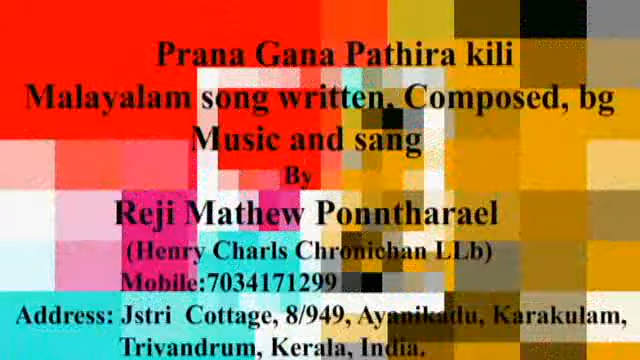 Prana Gana Pathira kili
Malayalam song written, Composed, bg
Music and sang
By
Reji Mathew Ponntharael
(Henry Charls Chronichan LLb)
Mobile:7034171299
Address: Jstri Cottage, 8/949, Ayanikadu, Karakulam,
Trivandrum, Kerala, India.